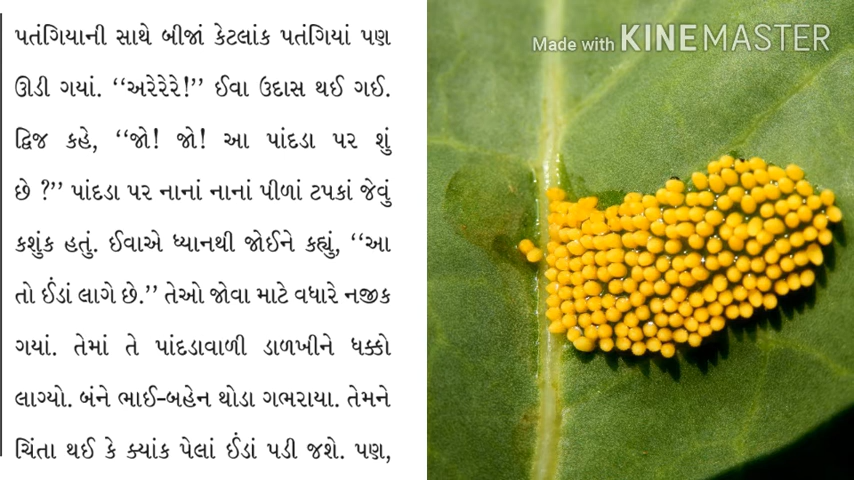 પતંગિયાની સાથે બીજાં કેટલાંક પતંગિયાં પણ
ઊડી ગયાં. “અરેરેરે!” ઈવા ઉદાસ થઈ ગઈ.
દ્વિજ કહે, “જો! જો! આ પાંદડા પર શું
છે ?” પાંદડા પર નાનાં નાનાં પીળાં ટપકાં જેવું
કશુંક હતું. ઈવાએ ધ્યાનથી જોઈને કહ્યું, “આ
તો ઈંડાં લાગે છે.” તેઓ જોવા માટે વધારે નજીક
ગયાં. તેમાં તે પાંદડાવાળી ડાળખીને ધક્કો
લાગ્યો. બંને ભાઈ-બહેન થોડા ગભરાયા. તેમને
ચિંતા થઈ કે ક્યાંક પેલાં ઈંડાં પડી જશે. પણ,
Made with KINEMASTER